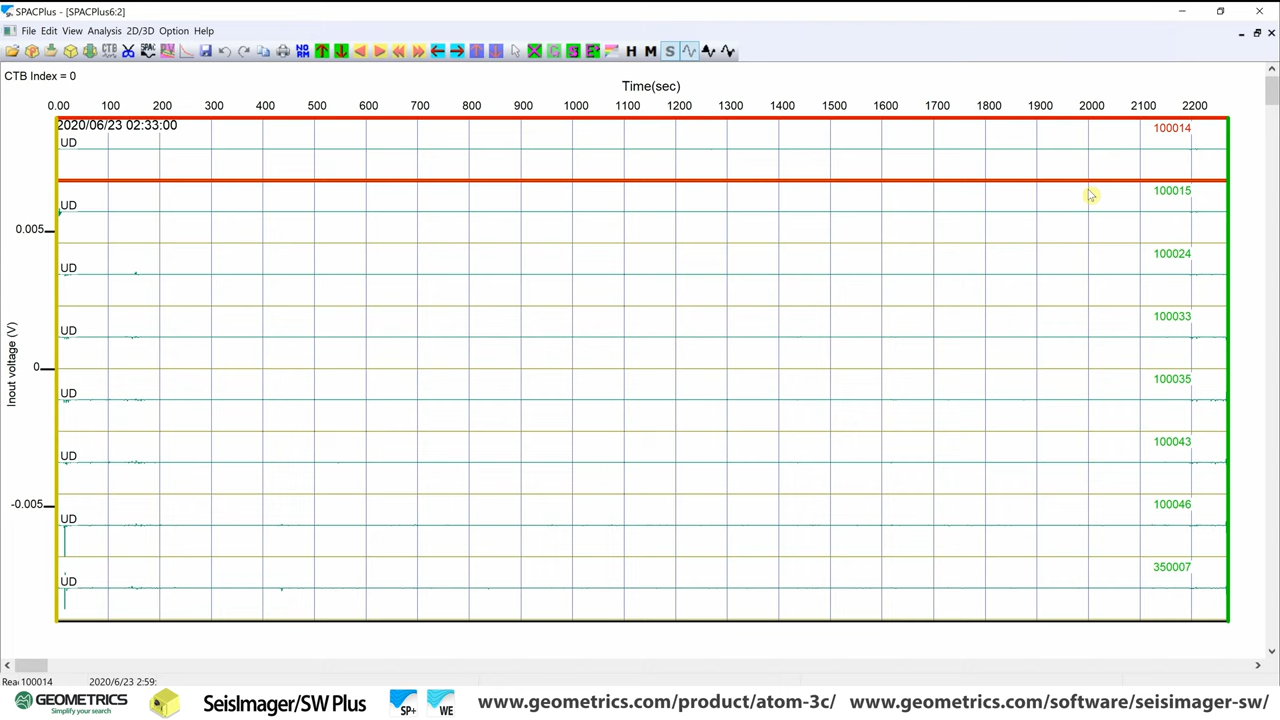 SPACPlus - [SPACPlus6:2]
File Edit View Analysis 2D/3D Option Help
CTB SPAC NO RM H M S
CTB Index = 0
Time(sec)
0.00 100 200 300 400 500 600 700 800 900 1000 1100 1200 1300 1400 1500 1600 1700 1800 1900 2000 2100 2200
2020/06/23 02:33:00
100014
UD
100015
UD
0.005
100024
UD
100033
UD
0
100035
UD
Inout voltage (V)
100043
UD
-0.005
100046
UD
350007
UD
Rea 100014 2020/6/23 2:59:
GEOMETRICS
Simplify your search
SeisImager/SW Plus
SP+
WE
www.geometrics.com/product/atom-3c/
www.geometrics.com/software/seisimager-sw/